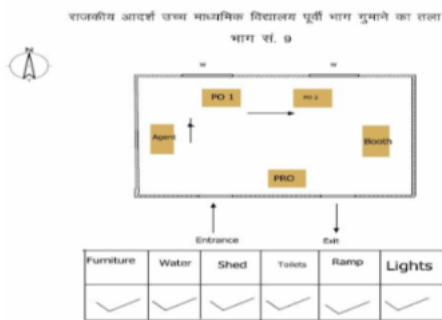 राजकीय आदर्श उच्च माध्यमिक विद्यालय पूर्वी भाग गुमाने का तला
भाग सं. 9
N
W W
PO 1 PO 2
Agent Booth
PRO
Entrance Exit
Furniture Water Shed Toilets Ramp Lights